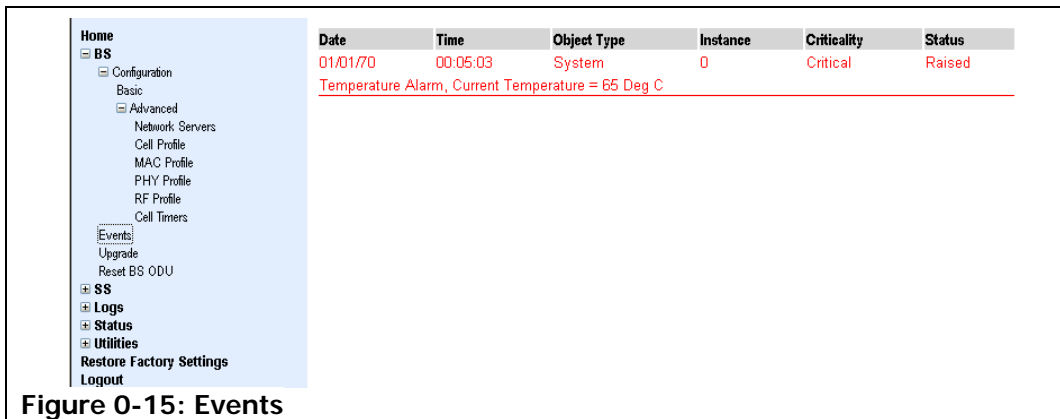 Home
BS
Configuration
Basic
Advanced
Network Servers
Cell Profile
MAC Profile
PHY Profile
RF Profile
Cell Timers
Events
Upgrade
Reset BS ODU
SS
Logs
Status
Utilities
Restore Factory Settings
Logout
Date Time Object Type Instance Criticality Status
01/01/70 00:05:03 System 0 Critical Raised
Temperature Alarm, Current Temperature = 65 Deg C
Figure 0-15: Events